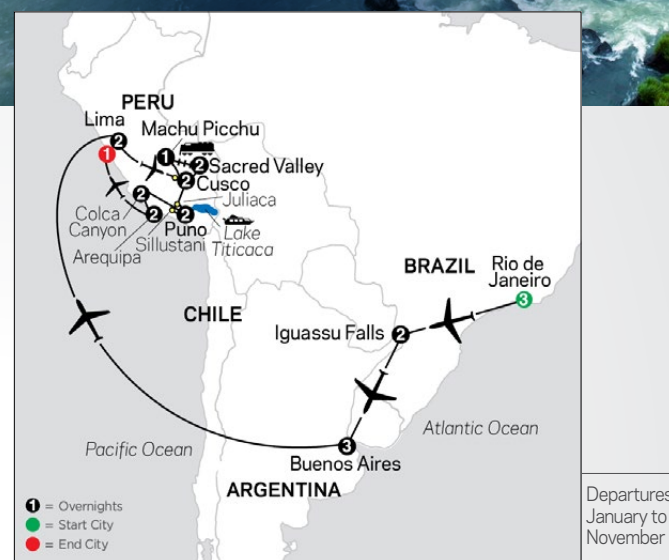 PERU
Lima
2
1
Machu Picchu
1
2
Sacred Valley
2
Cusco
Juliaca
2
Colca
Canyon
2
2
Puno
Sillustani
Lake
Titicaca
Arequipa
BRAZIL
Rio de
Janeiro
3
CHILE
Iguassu Falls
2
Pacific Ocean
Atlantic Ocean
3
Buenos Aires
ARGENTINA
1 = Overnights
= Start City
= End City
Departures
January to
November